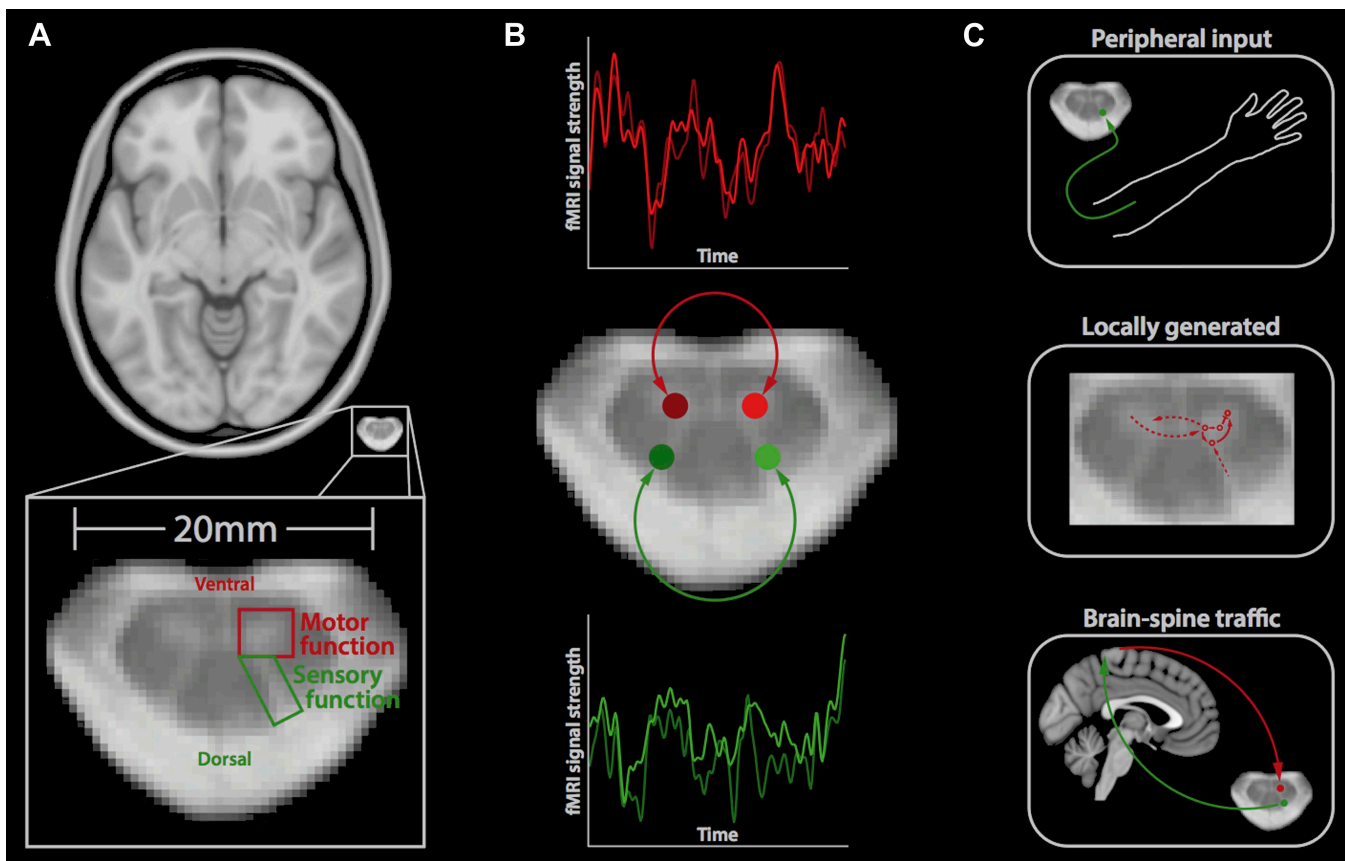 A
20mm
Ventral
Motor
function
Sensory
function
Dorsal
B
fMRI signal strength
Time
fMRI signal strength
Time
C
Peripheral input
Locally generated
Brain-spine traffic